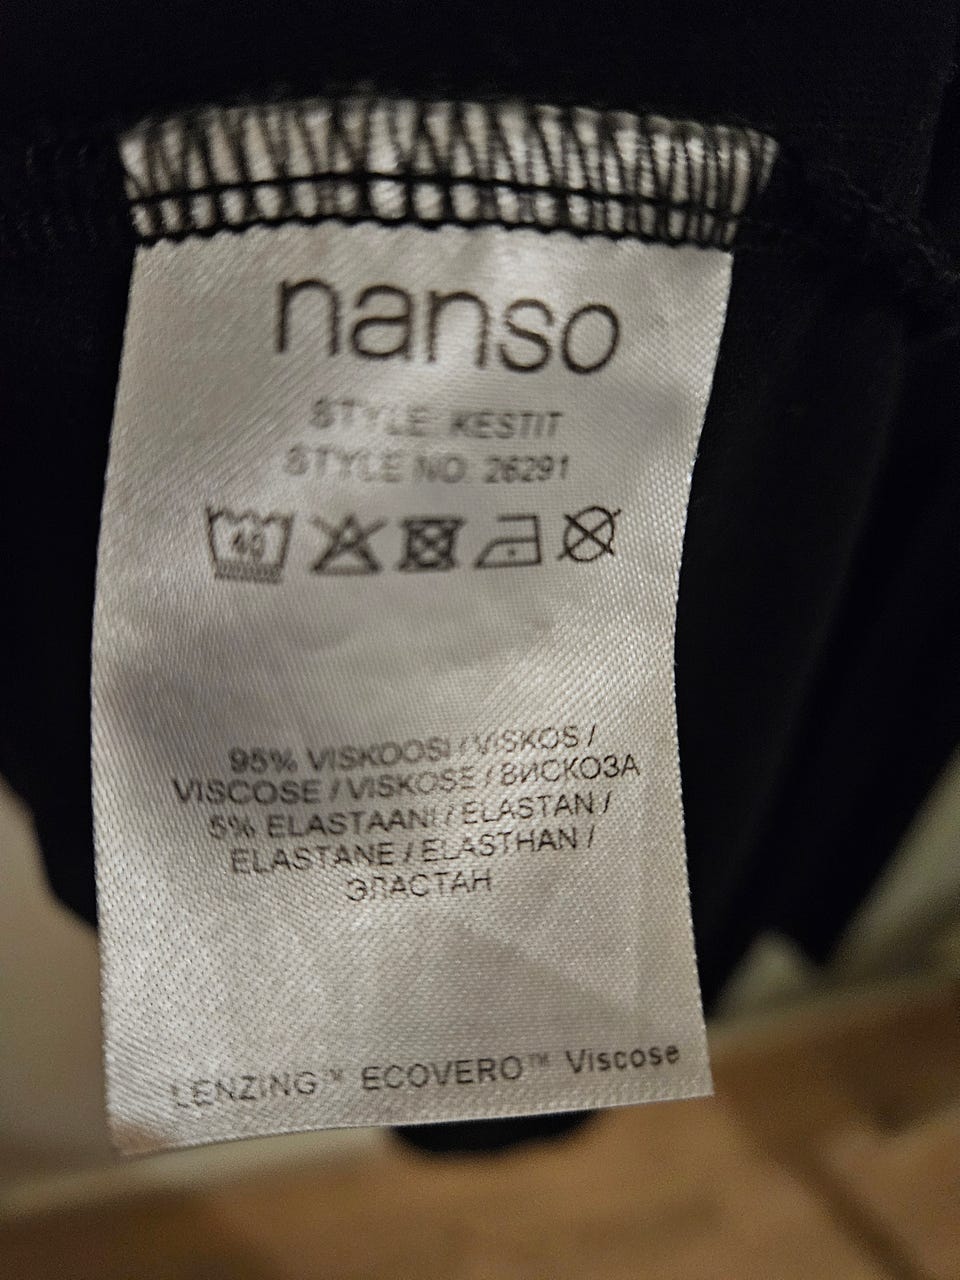 nanso
STYLE: KESTIT
STYLE NO. 26291
40
95% VISKOOSI / VISKOS /
VISCOSE / VISKOSE / ВИСКОЗА
5% ELASTAANI / ELASTAN /
ELASTANE / ELASTHAN /
ЭЛАСТАН
LENZING™ ECOVERO™ Viscose